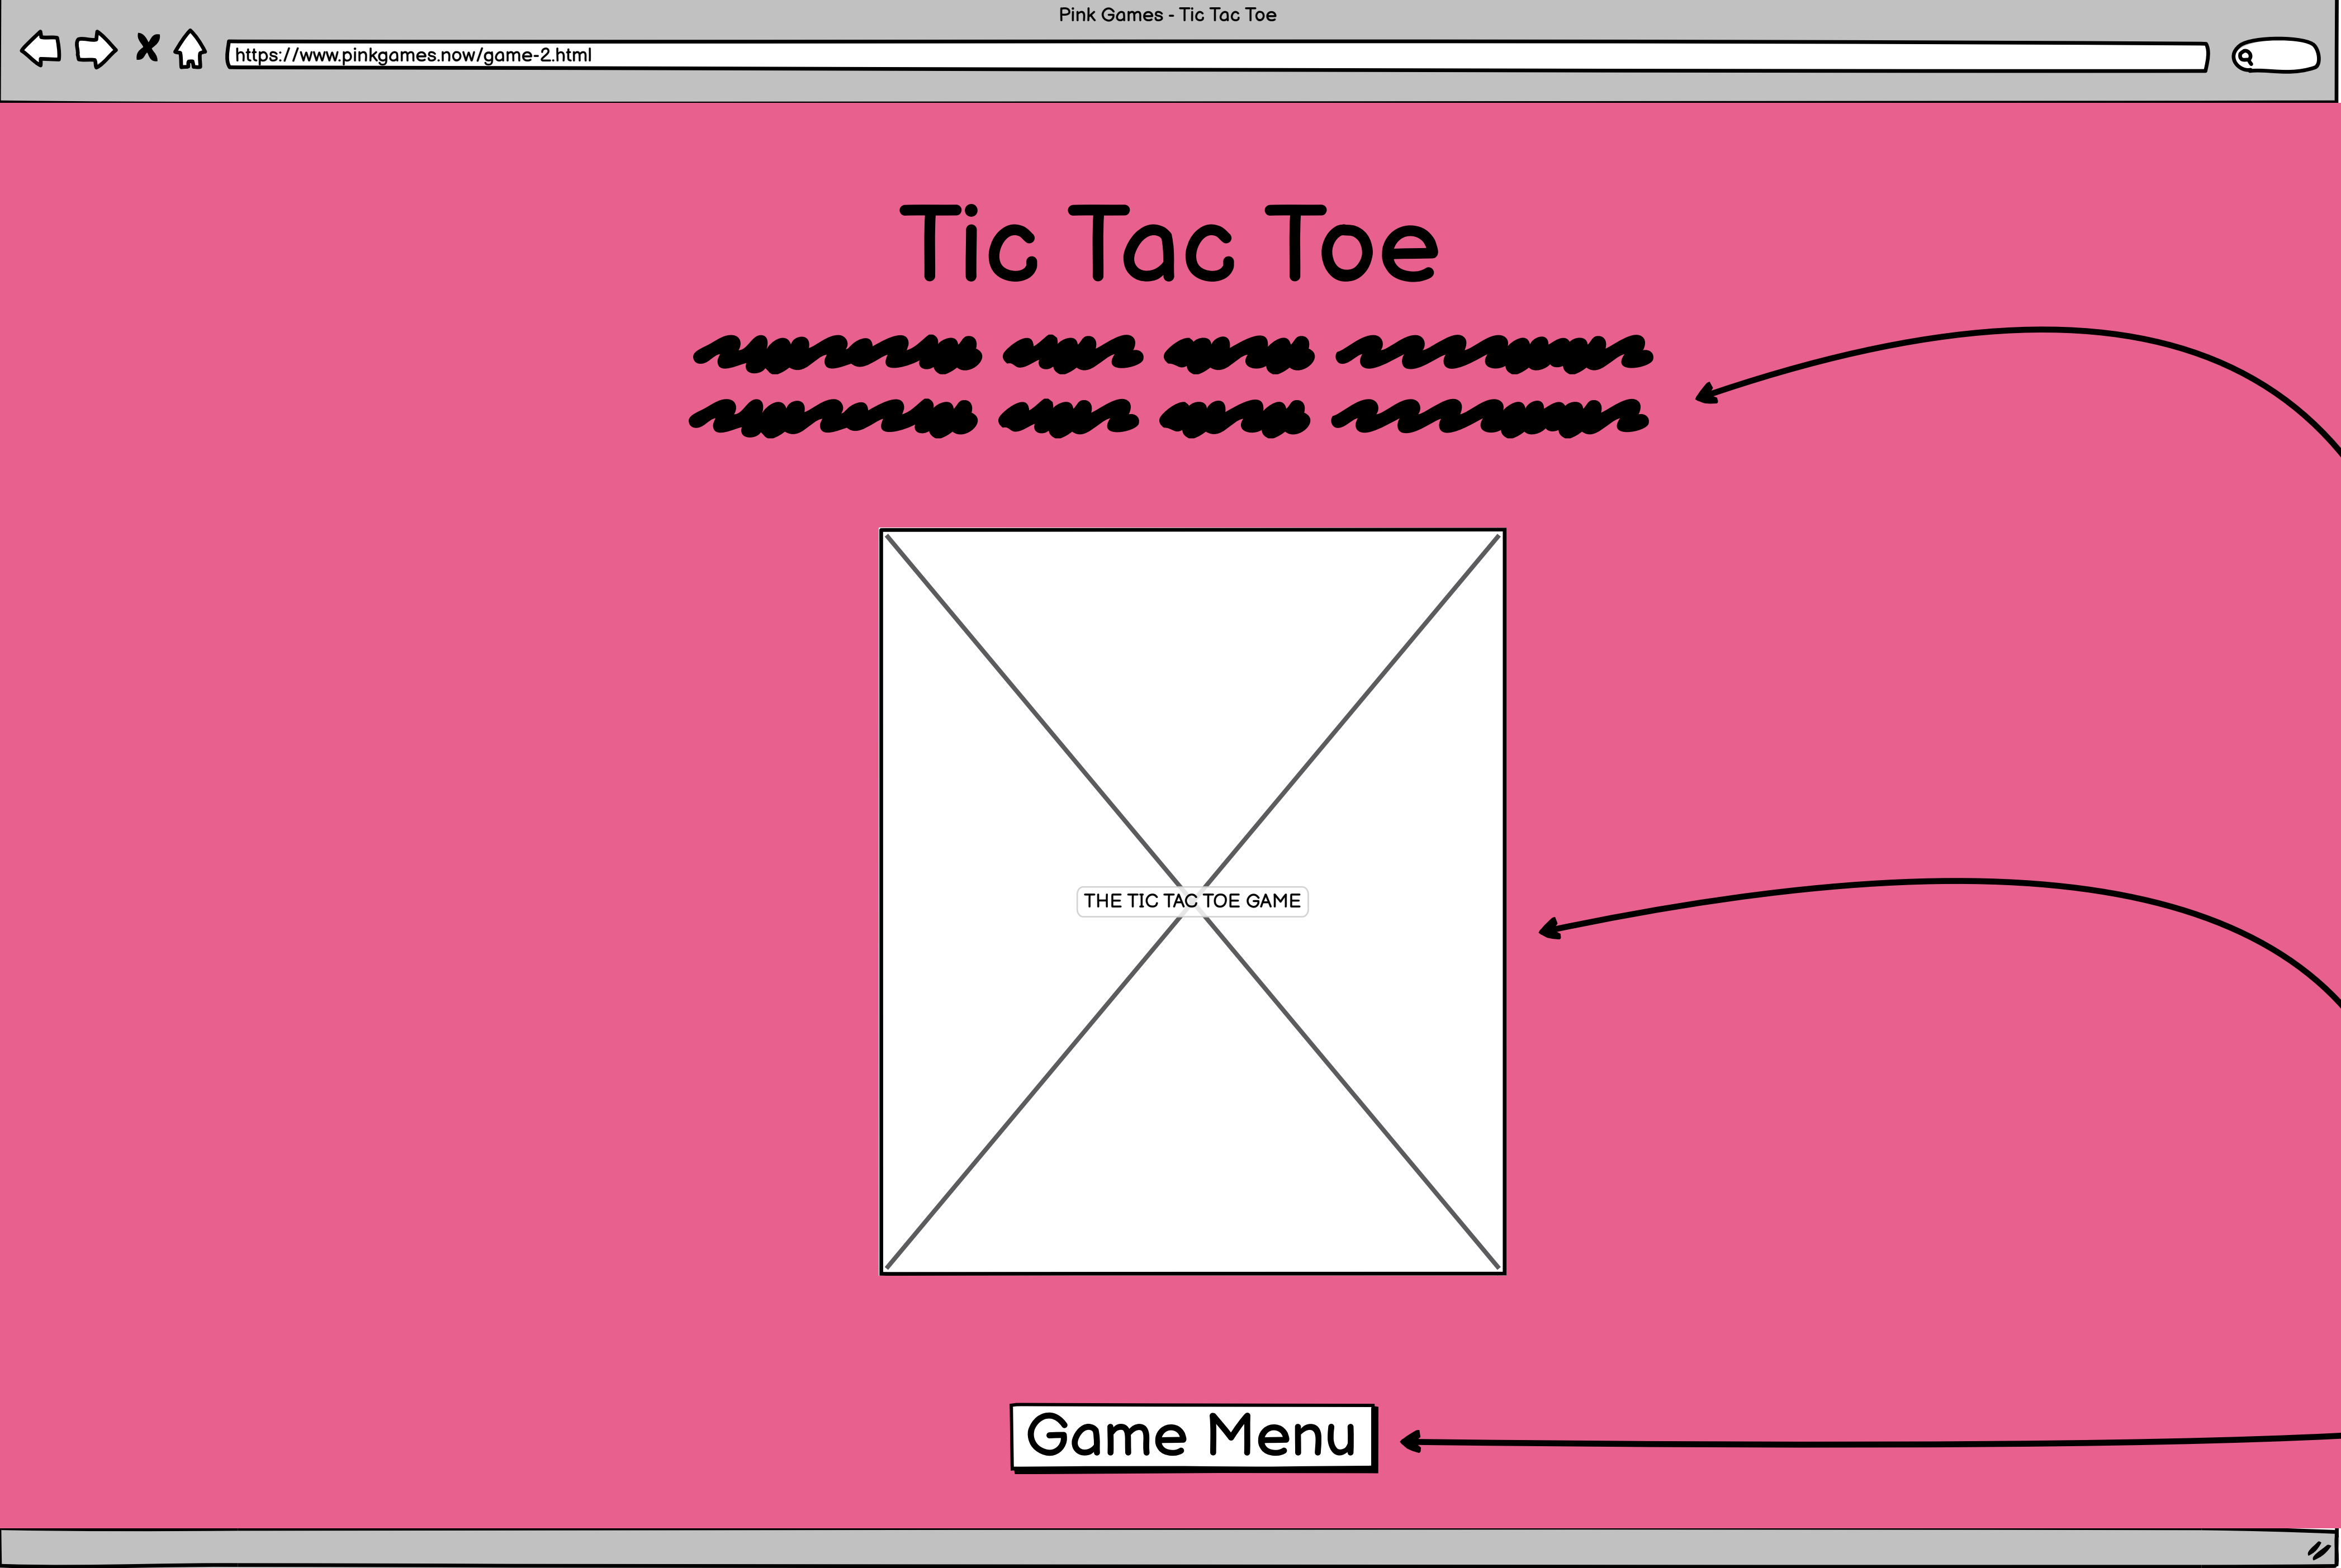 Pink Games - Tic Tac Toe
https://www.pinkgames.now/game-2.html
Tic Tac Toe
THE TIC TAC TOE GAME
Game Menu